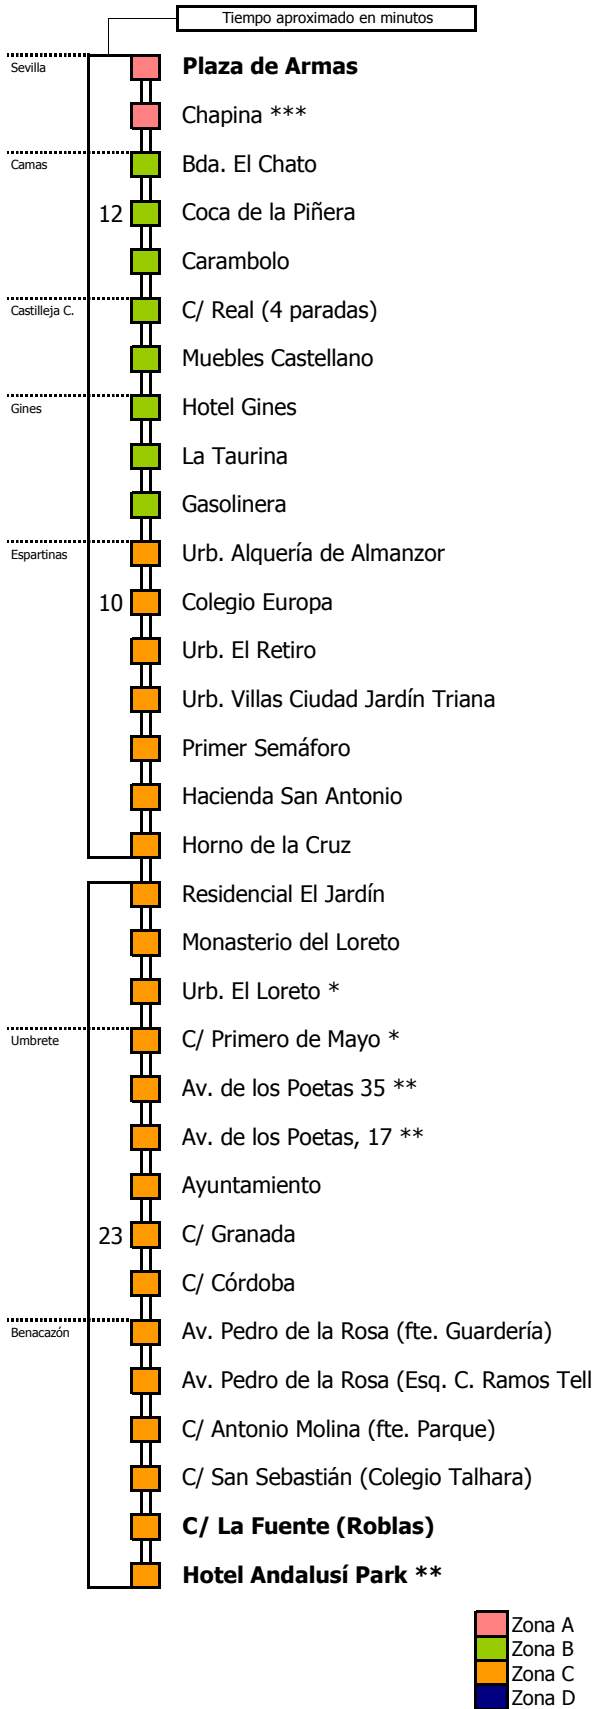 Tiempo aproximado en minutos
Sevilla
Plaza de Armas
Chapina ***
Camas
Bda. El Chato
12
Coca de la Piñera
Carambolo
Castilleja C.
C/ Real (4 paradas)
Muebles Castellano
Gines
Hotel Gines
La Taurina
Gasolinera
Espartinas
Urb. Alquería de Almanzor
10
Colegio Europa
Urb. El Retiro
Urb. Villas Ciudad Jardín Triana
Primer Semáforo
Hacienda San Antonio
Horno de la Cruz
Residencial El Jardín
Monasterio del Loreto
Urb. El Loreto *
Umbrete
C/ Primero de Mayo *
Av. de los Poetas 35 **
Av. de los Poetas, 17 **
Ayuntamiento
23
C/ Granada
C/ Córdoba
Benacazón
Av. Pedro de la Rosa (fte. Guardería)
Av. Pedro de la Rosa (Esq. C. Ramos Tell
C/ Antonio Molina (fte. Parque)
C/ San Sebastián (Colegio Talhara)
C/ La Fuente (Roblas)
Hotel Andalusí Park **
Zona A
Zona B
Zona C
Zona D